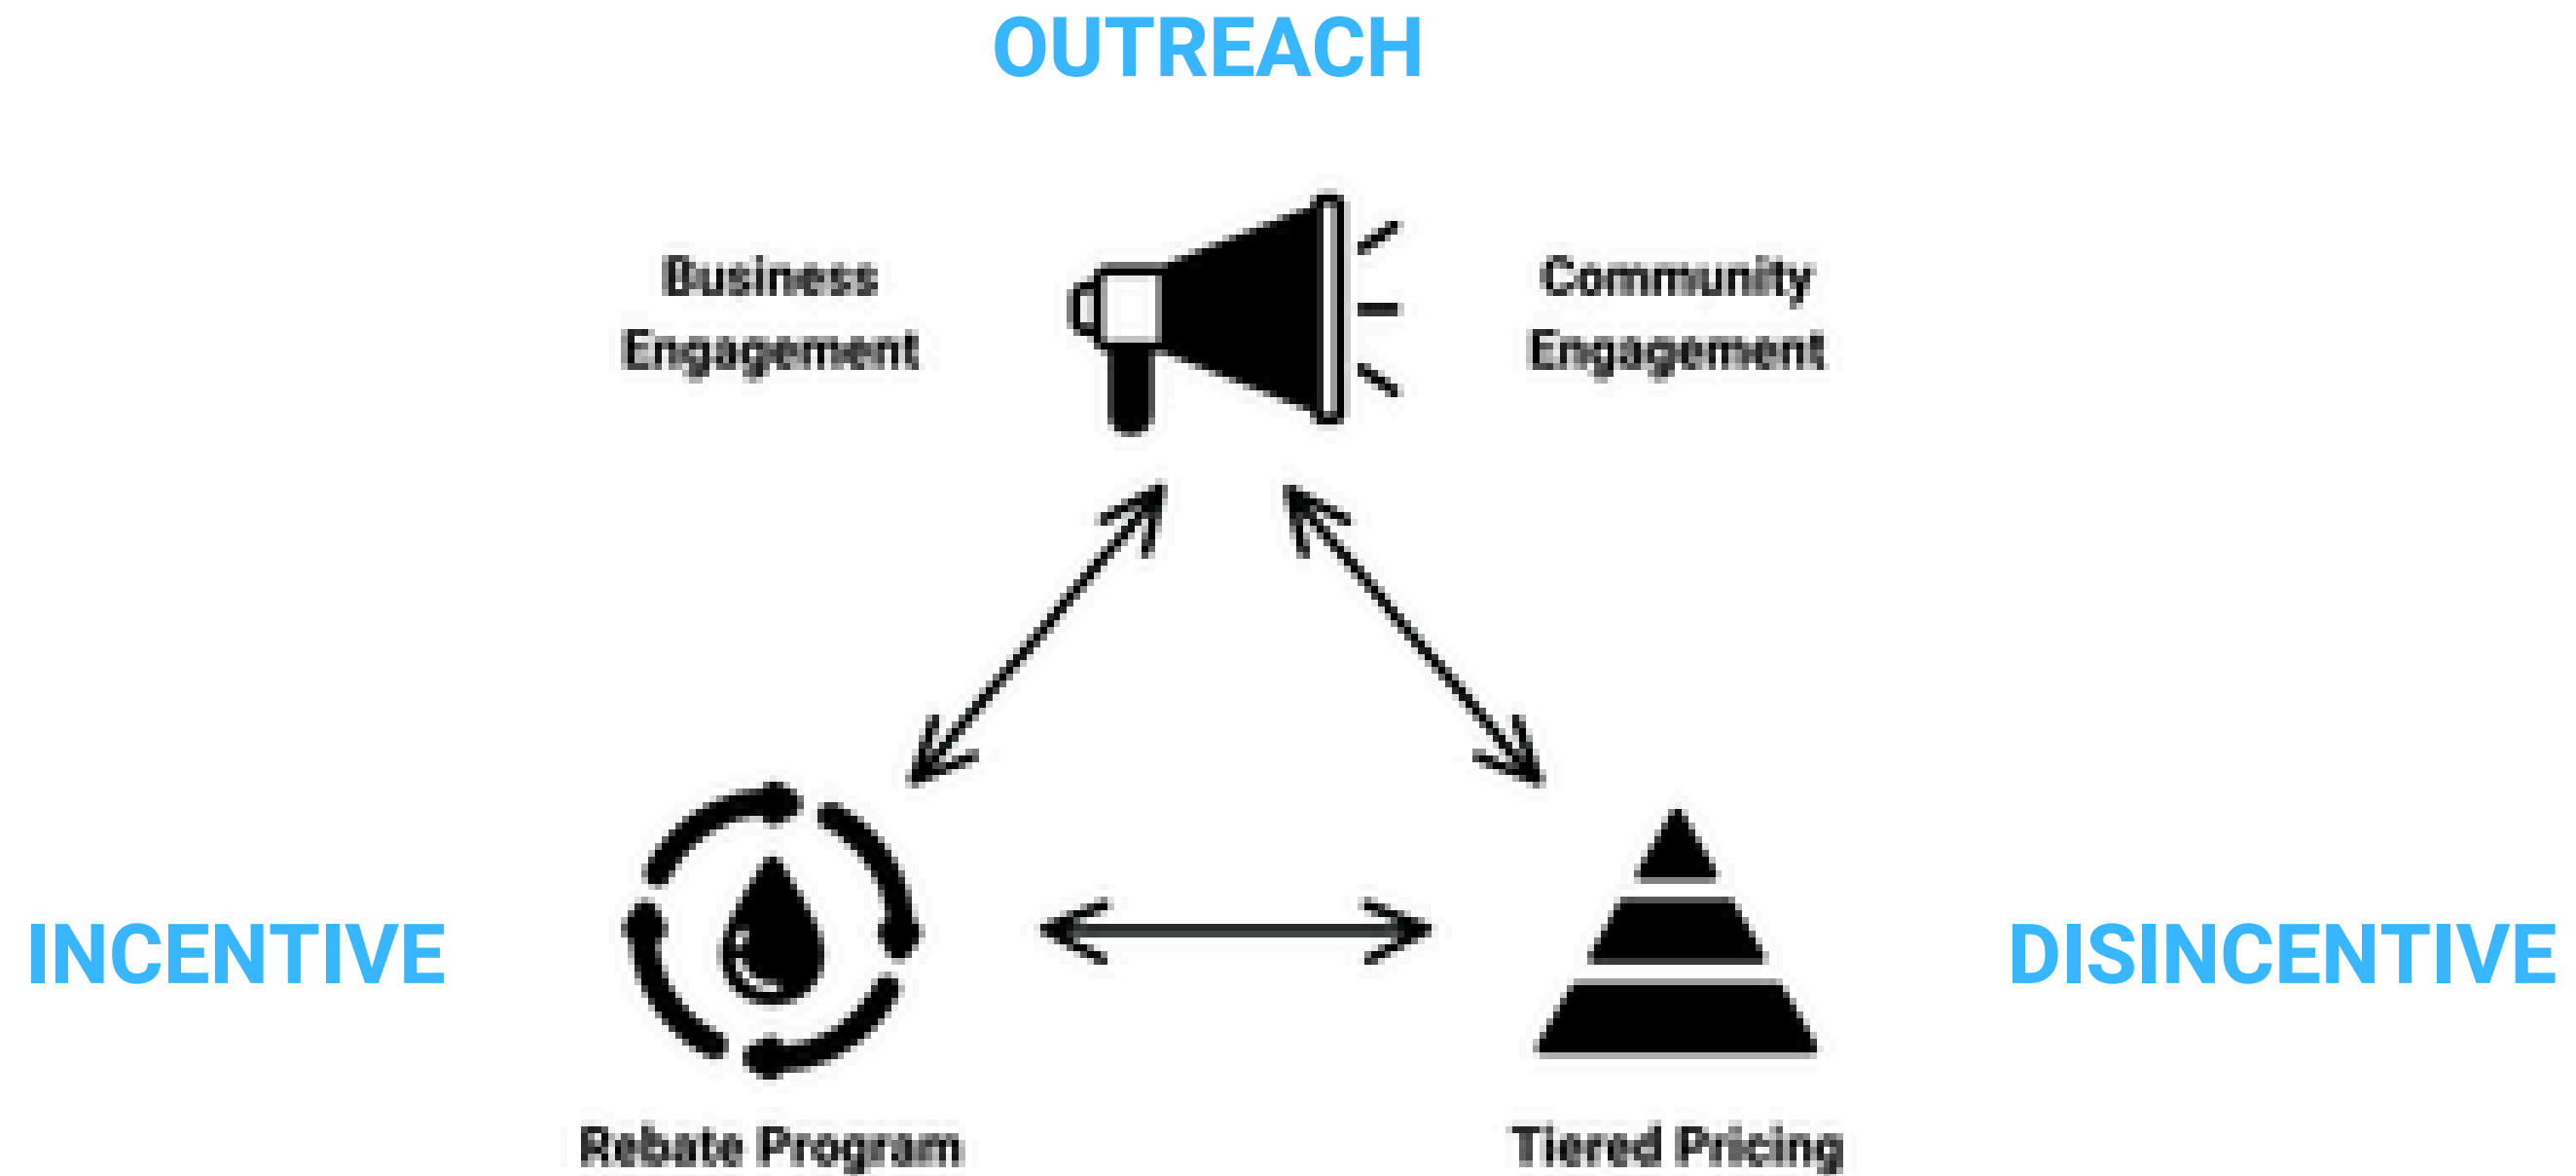 OUTREACH
Business
Engagement
Community
Engagement
INCENTIVE
DISINCENTIVE
Rebate Program
Tiered Pricing